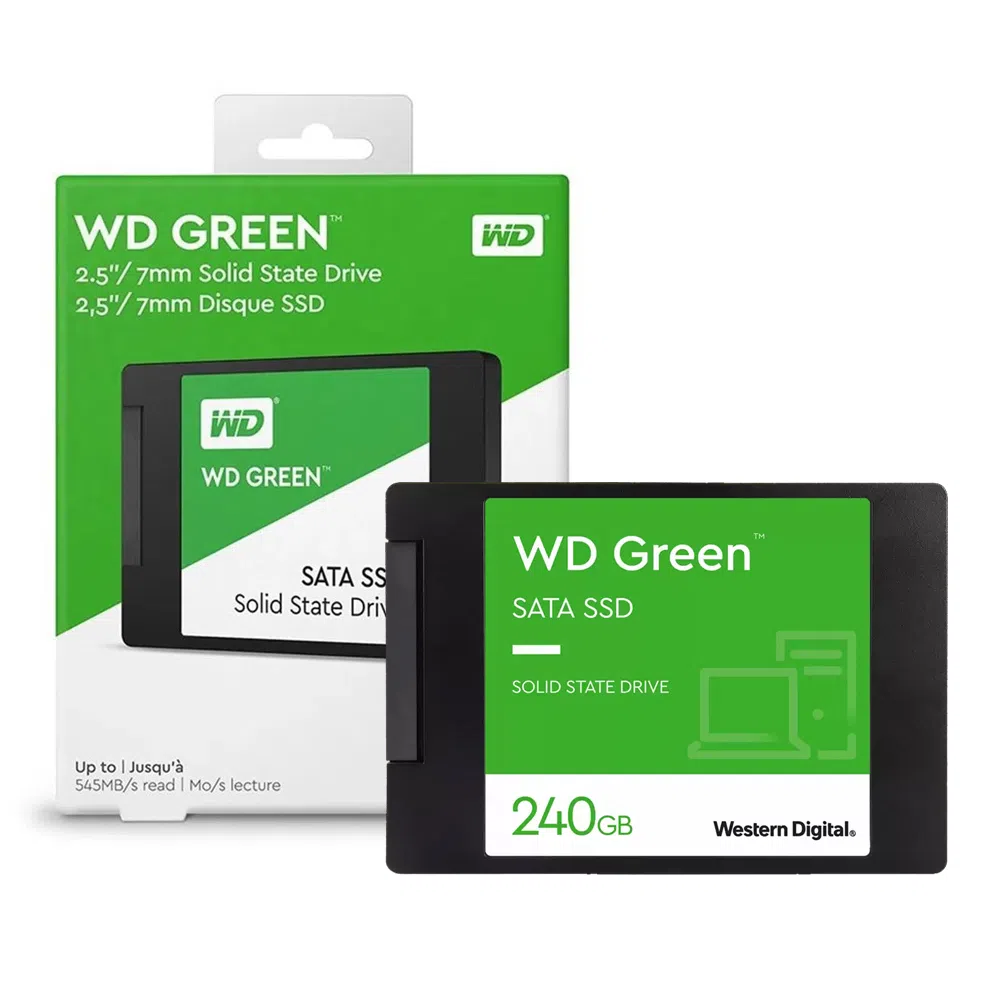 WD GREEN™
WD®
2.5"/ 7mm Solid State Drive
2,5"/ 7mm Disque SSD
WD®
WD GREEN™
SATA SS
Solid State Driv
Up to | Jusqu'à
545MB/s read | Mo/s lecture
WD Green™
SATA SSD
SOLID STATE DRIVE
240GB
Western Digital®